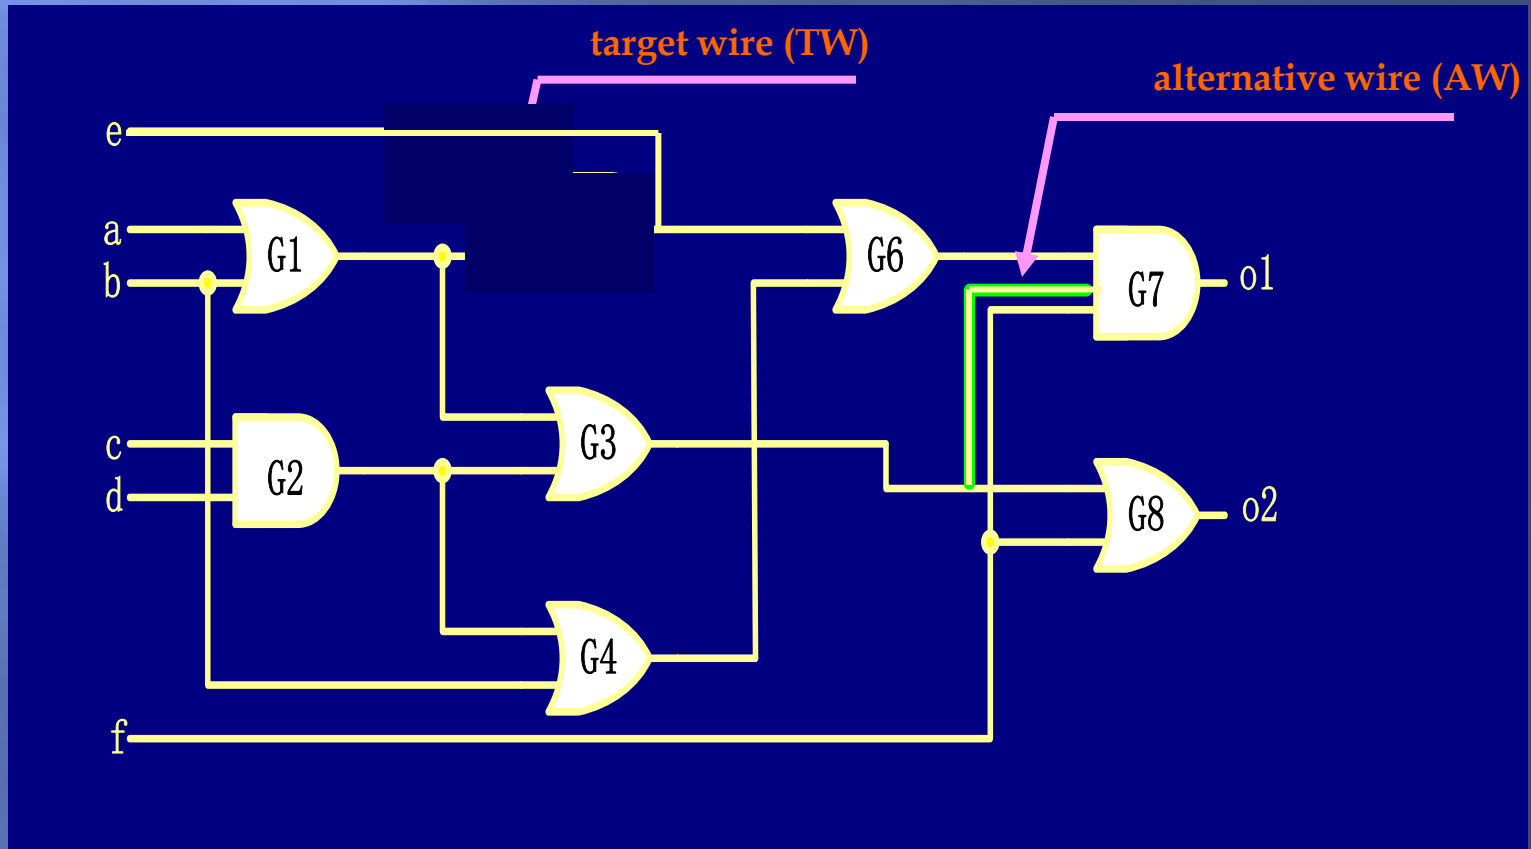 target wire (TW)
alternative wire (AW)
e
a
G1
G6
b
G7
o1
c
G3
G2
d
G8
o2
G4
f